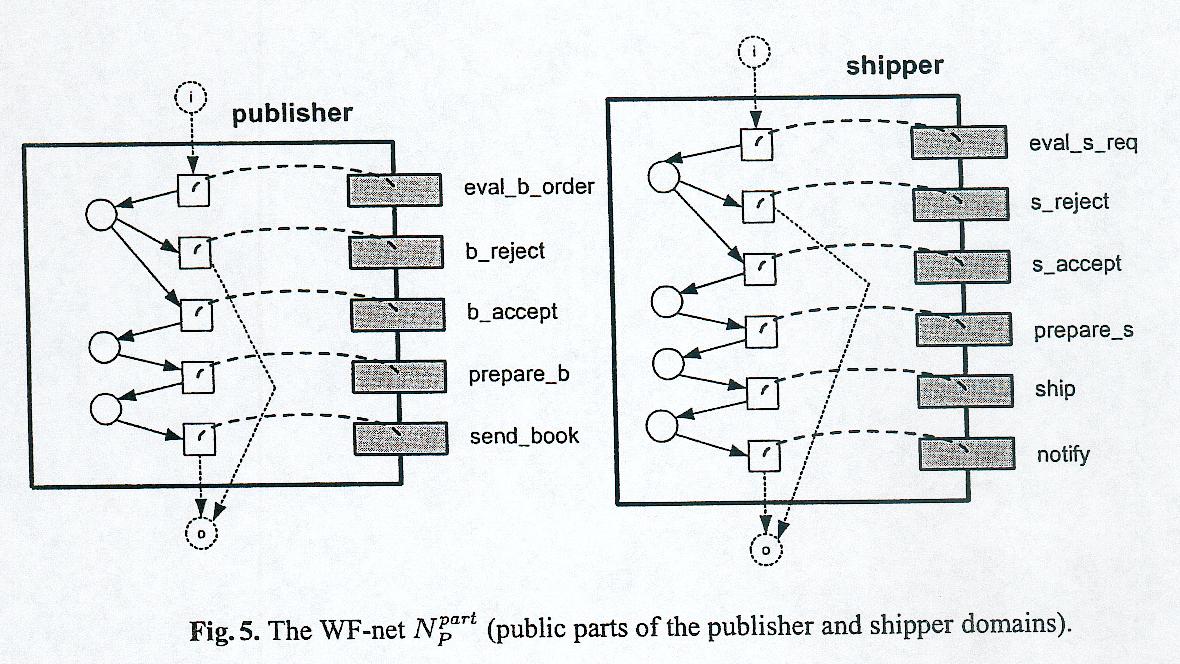 i
publisher
eval_b_order
b_reject
b_accept
prepare_b
send_book
o
i
shipper
eval_s_req
s_reject
s_accept
prepare_s
ship
notify
o
Fig. 5. The WF-net N_P^{part} (public parts of the publisher and shipper domains).